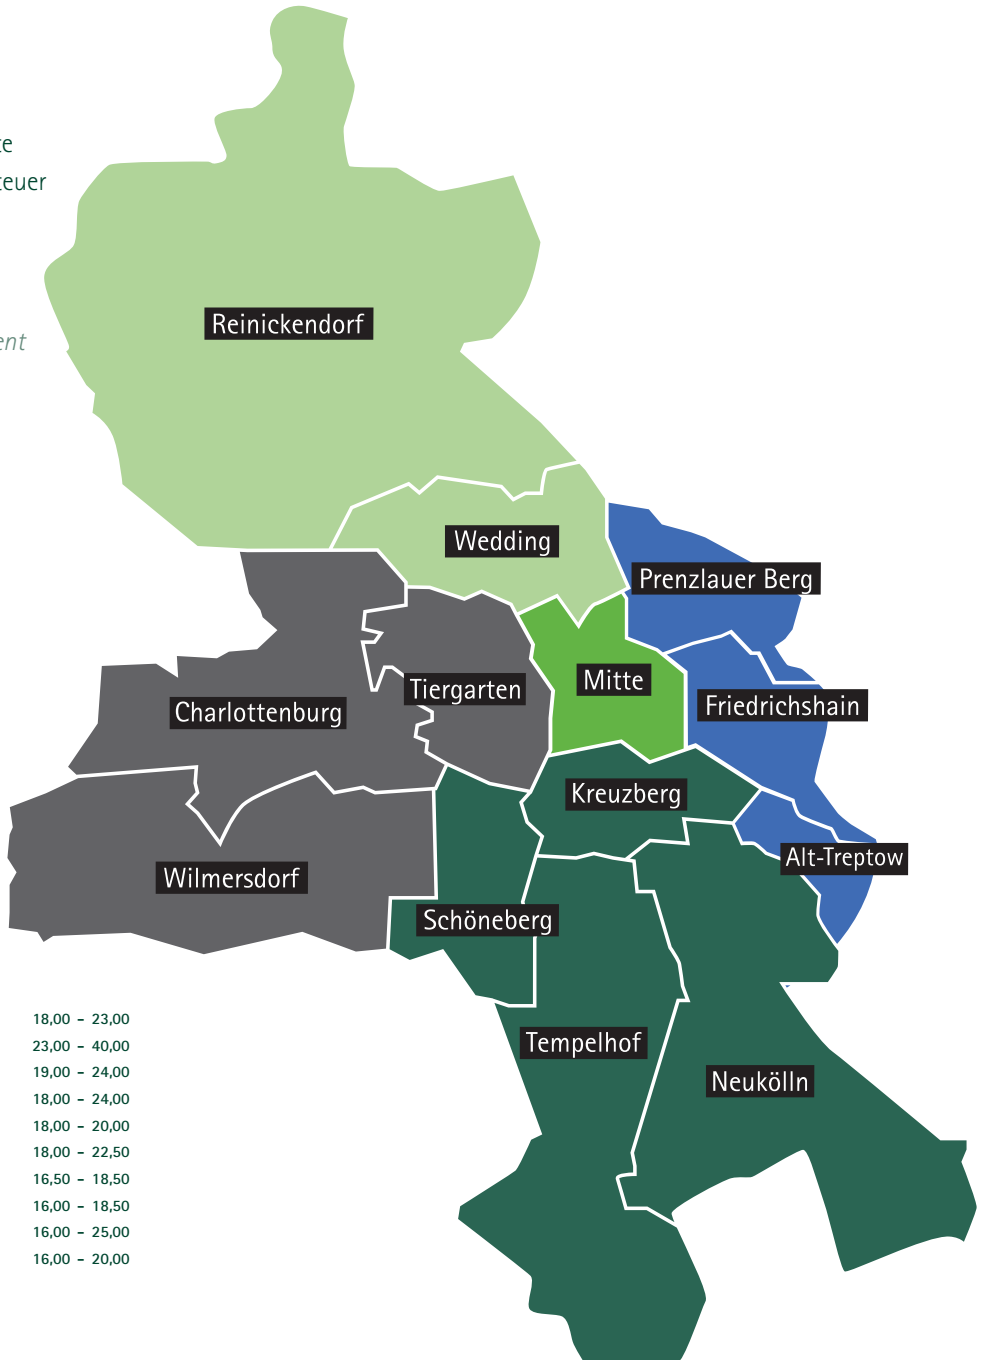 te
teuer
ent
Reinickendorf
Wedding
Prenzlauer Berg
Mitte
Tiergarten
Friedrichshain
Charlottenburg
Kreuzberg
Alt-Treptow
Wilmersdorf
Schöneberg
Tempelhof
Neukölln
18,00 – 23,00
23,00 – 40,00
19,00 – 24,00
18,00 – 24,00
18,00 – 20,00
18,00 – 22,50
16,50 – 18,50
16,00 – 18,50
16,00 – 25,00
16,00 – 20,00